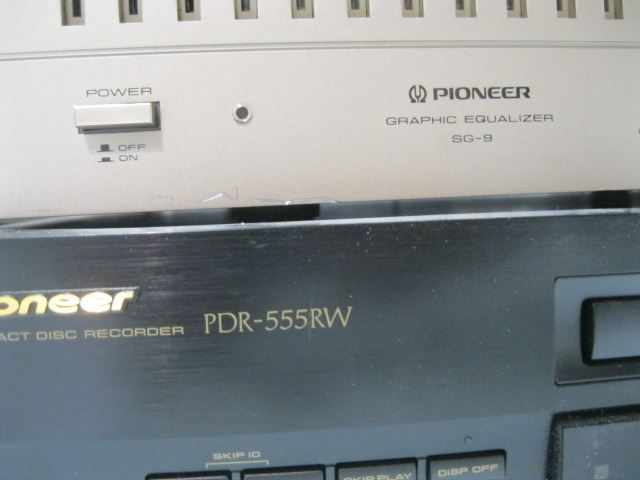 POWER
OFF
ON
PIONEER
GRAPHIC EQUALIZER
SG-9
oneer
ACT DISC RECORDER
PDR-555RW
SKIP ID
SKIP PLAY
DISP OFF